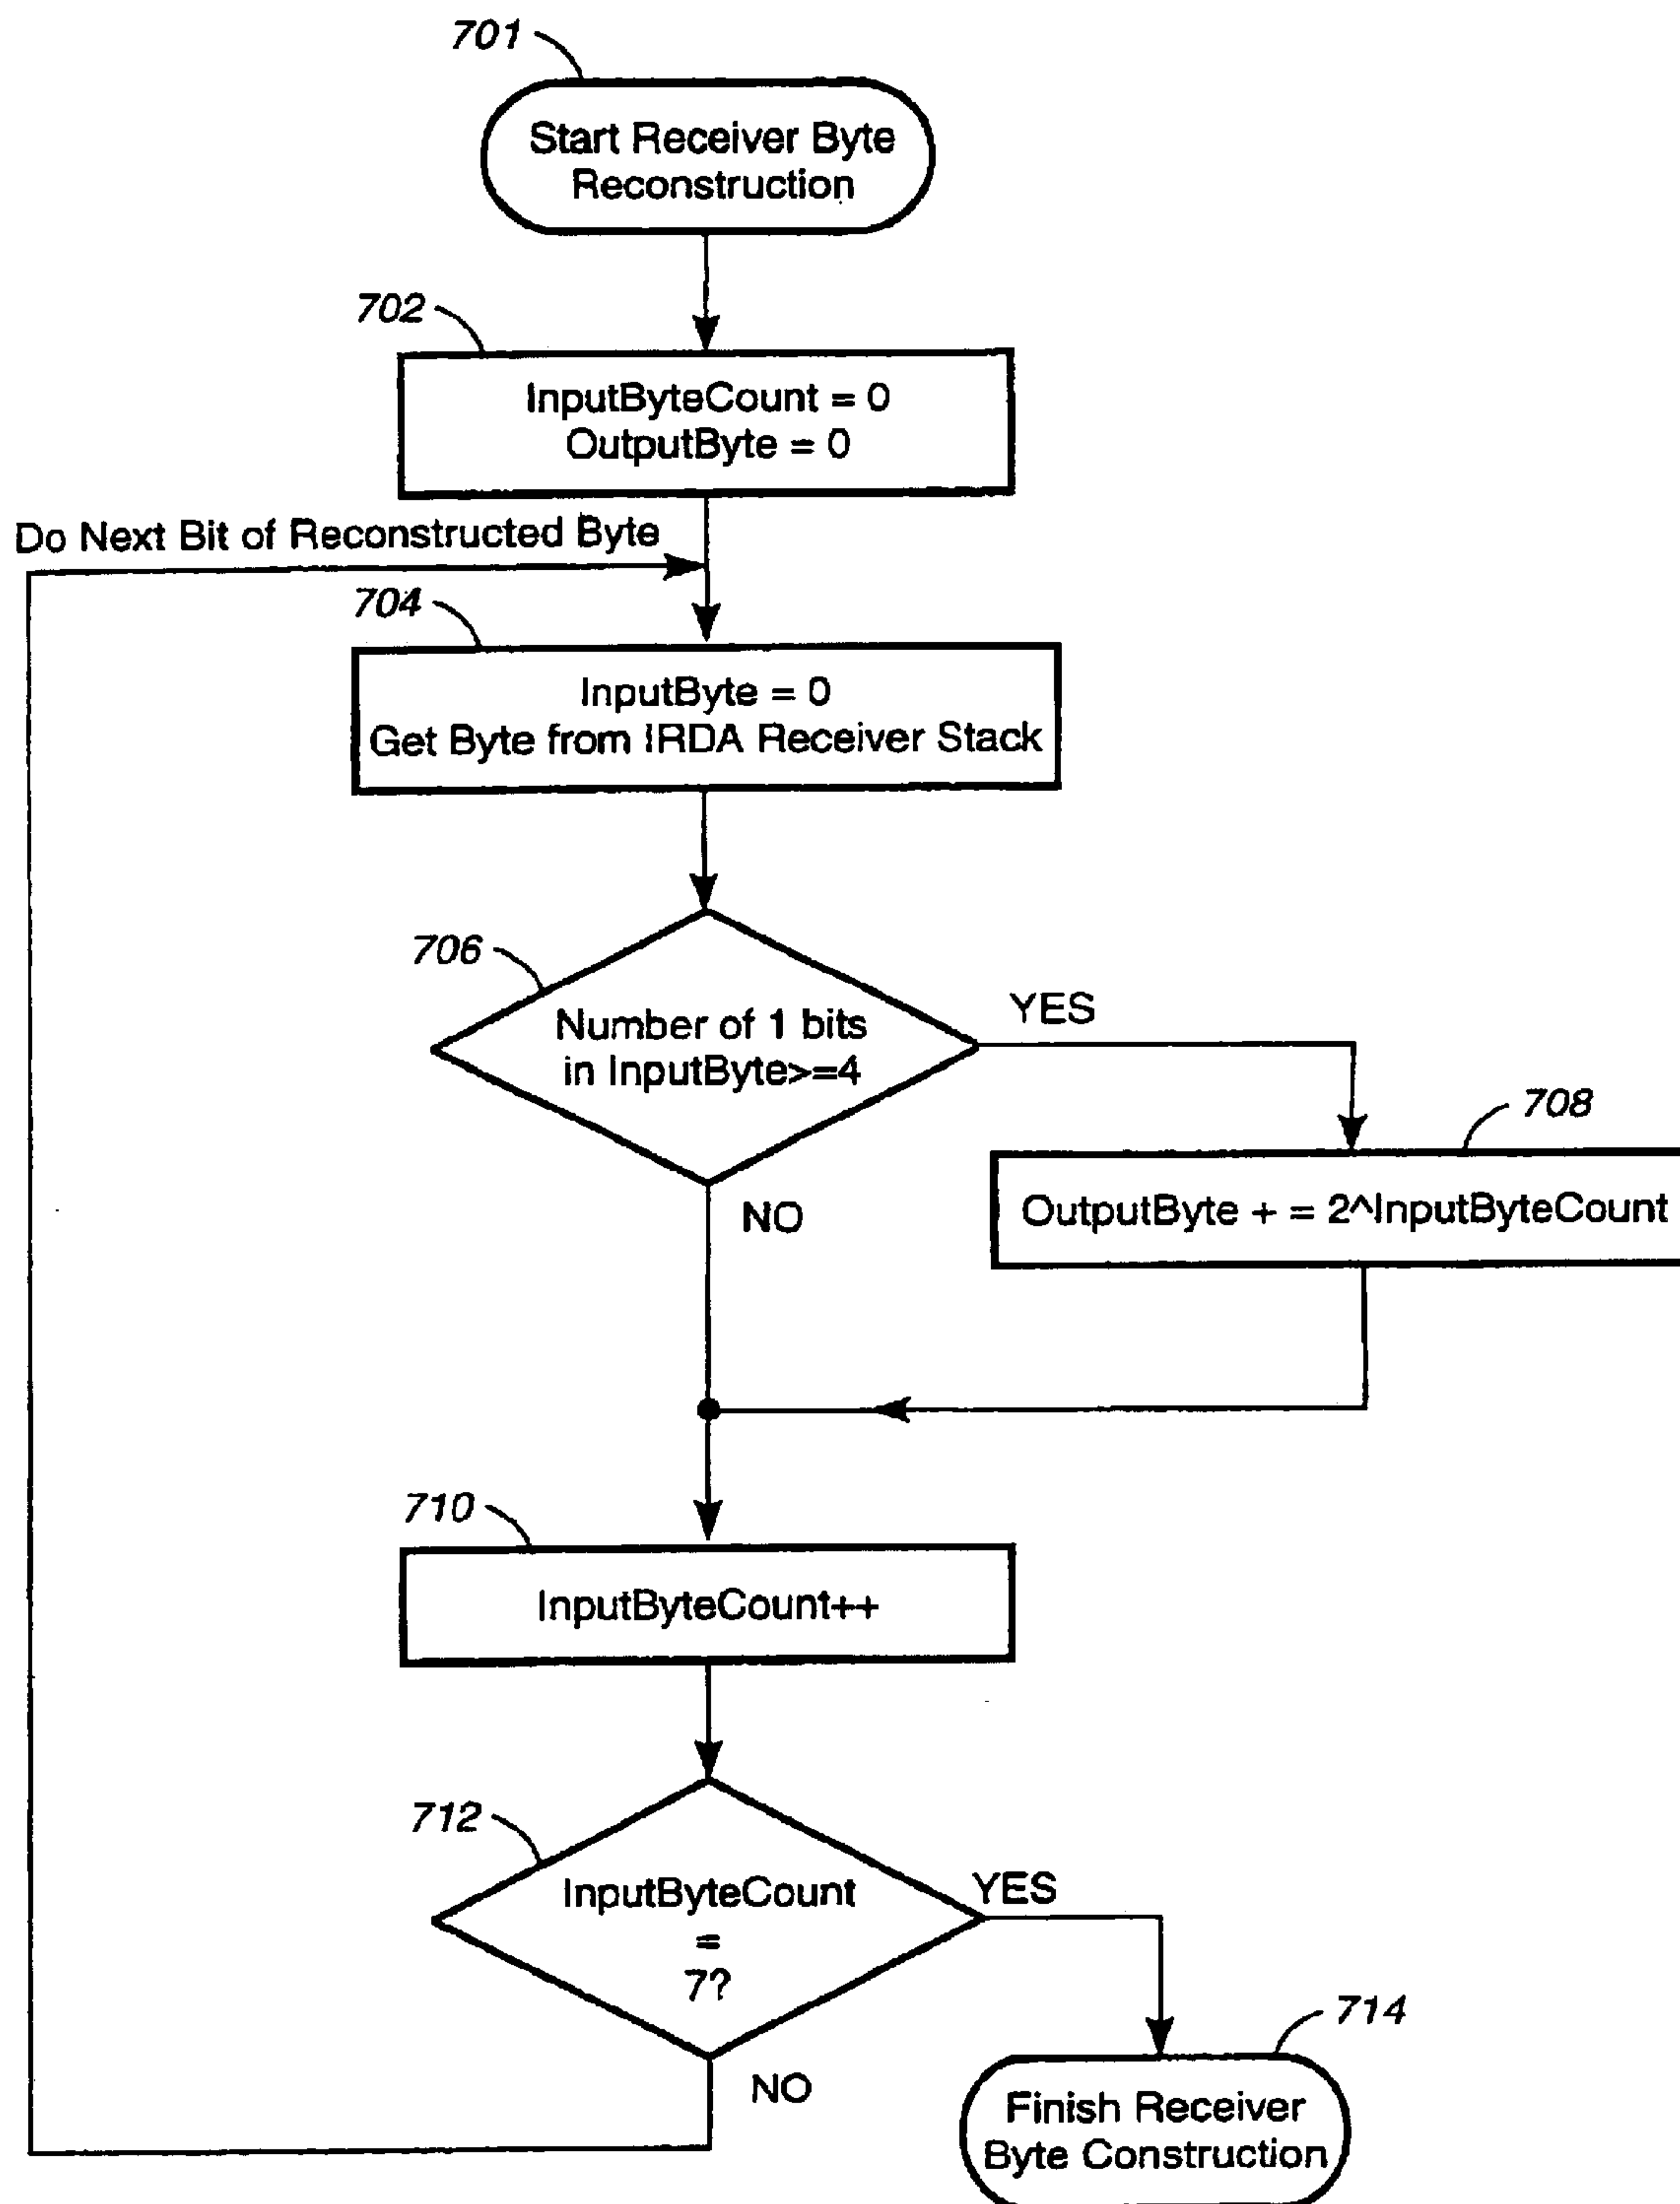 701
Start Receiver Byte
Reconstruction
702
InputByteCount = 0
OutputByte = 0
Do Next Bit of Reconstructed Byte
704
InputByte = 0
Get Byte from IRDA Receiver Stack
706
Number of 1 bits
in InputByte>=4
YES
708
OutputByte + = 2^InputByteCount
NO
710
InputByteCount++
712
InputByteCount
=
7?
YES
714
NO
Finish Receiver
Byte Construction